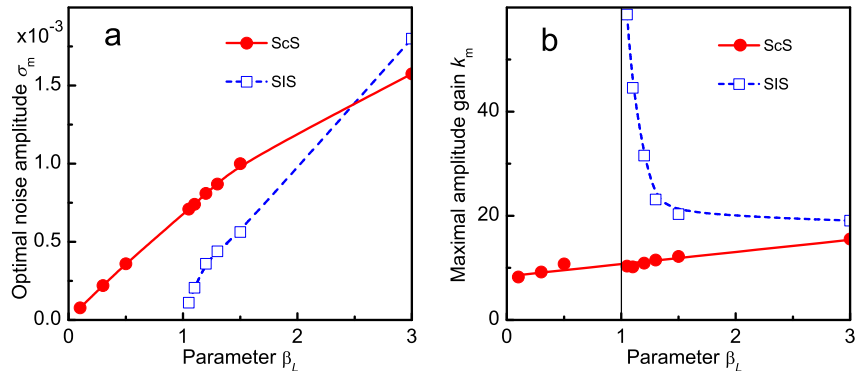 x10⁻³
a
ScS
SIS
1.5
1.0
0.5
0.0
0
1
2
3
Optimal noise amplitude σm
Parameter βL
b
ScS
SIS
40
20
0
0
1
2
3
Maximal amplitude gain km
Parameter βL